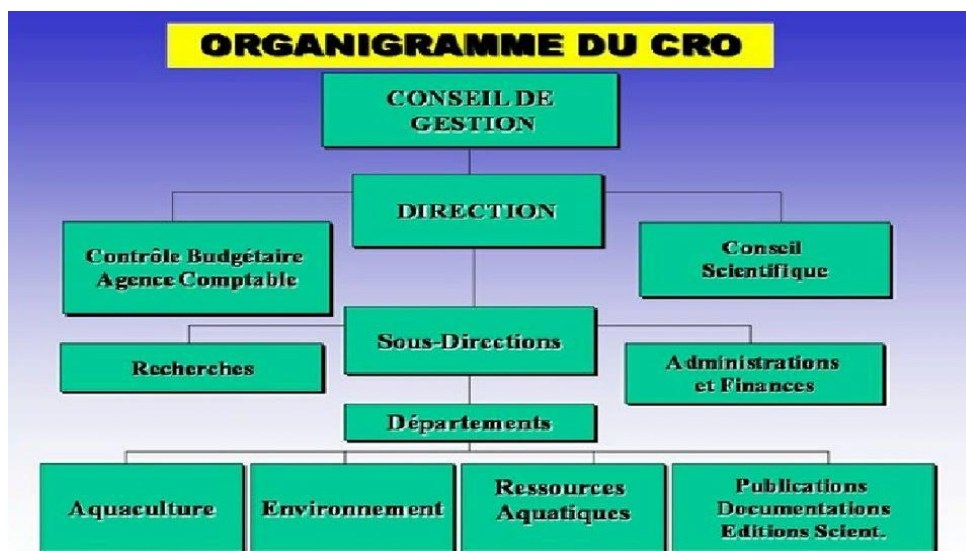 ORGANIGRAMME DU CRO
CONSEIL DE
GESTION
DIRECTION
Contrôle Budgétaire
Agence Comptable
Conseil
Scientifique
Sous-Directions
Recherches
Administrations
et Finances
Départements
Aquaculture
Environnement
Ressources
Aquatiques
Publications
Documentations
Editions Scient.